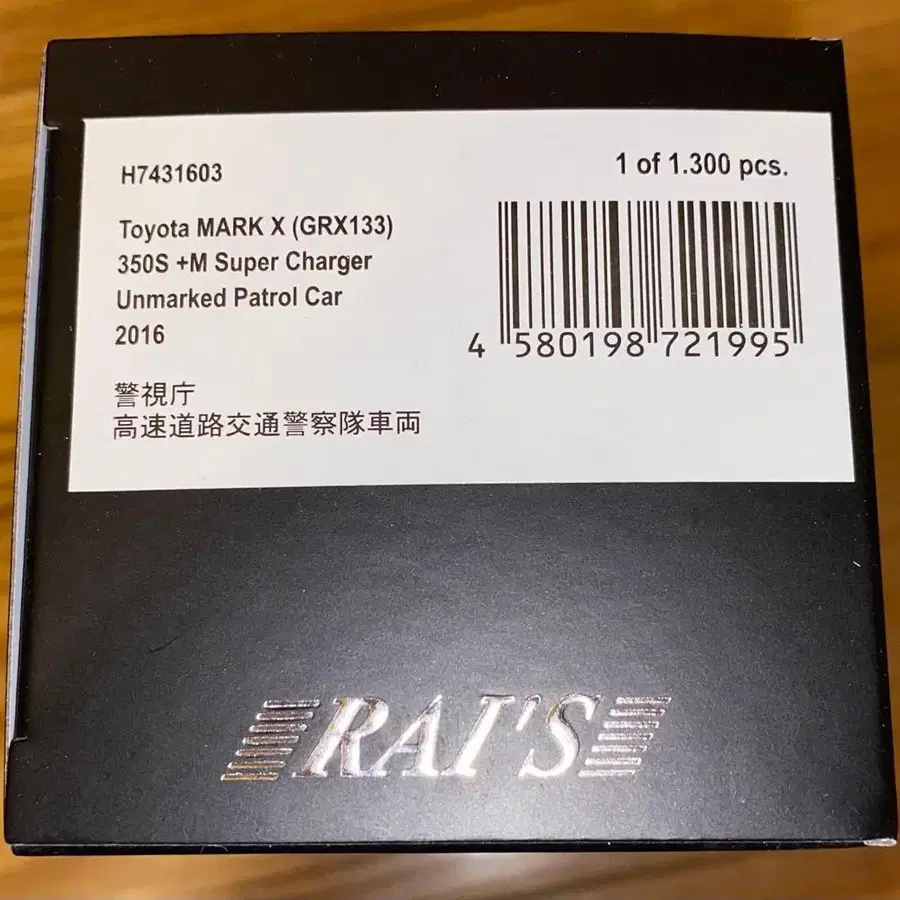 H7431603
1 of 1.300 pcs.
Toyota MARK X (GRX133)
350S +M Super Charger
Unmarked Patrol Car
2016
4 580198 721995
警視庁
高速道路交通警察隊車両
RAI'S